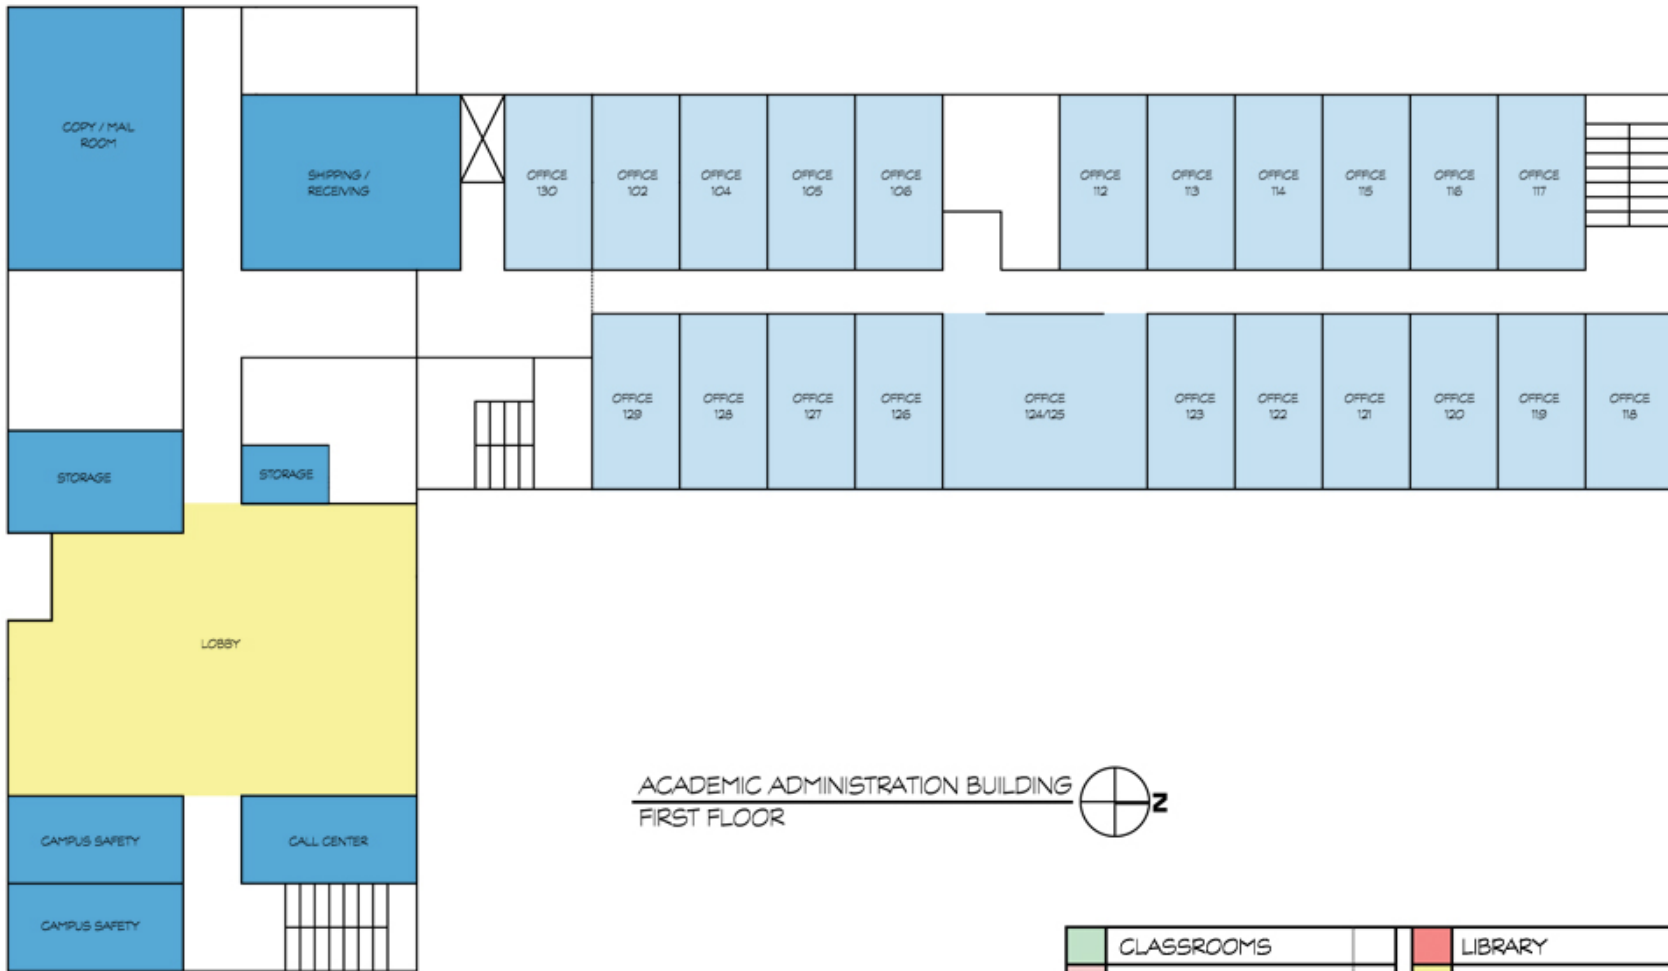 COPY / MAIL
ROOM
SHIPPING /
RECEIVING
OFFICE
130
OFFICE
102
OFFICE
104
OFFICE
105
OFFICE
106
OFFICE
112
OFFICE
113
OFFICE
114
OFFICE
115
OFFICE
116
OFFICE
117
STORAGE
STORAGE
OFFICE
129
OFFICE
128
OFFICE
127
OFFICE
126
OFFICE
124/125
OFFICE
123
OFFICE
122
OFFICE
121
OFFICE
120
OFFICE
119
OFFICE
118
LOBBY
CAMPUS SAFETY
CALL CENTER
CAMPUS SAFETY
ACADEMIC ADMINISTRATION BUILDING
FIRST FLOOR
N
CLASSROOMS
LIBRARY